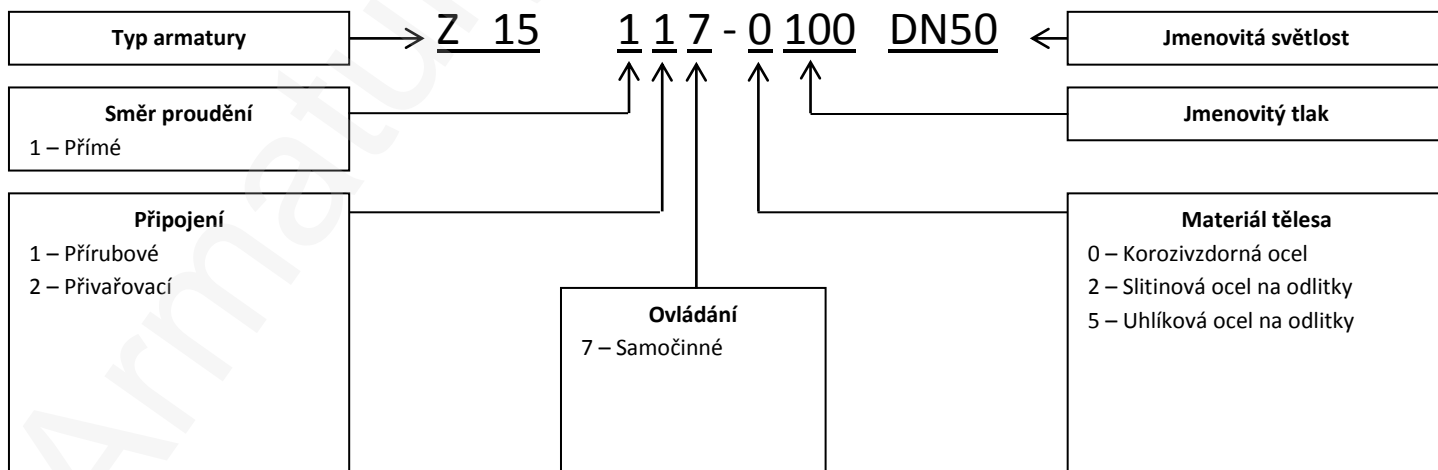 Typ armatury
Z 15 1 1 7 - 0 100 DN50
Jmenovitá světlost
Směr proudění
1 – Přímé
Jmenovitý tlak
Připojení
1 – Přírubové
2 – Přivařovací
Ovládání
7 – Samočinné
Materiál tělesa
0 – Korozivzdorná ocel
2 – Slitinová ocel na odlitky
5 – Uhlíková ocel na odlitky
Armatu